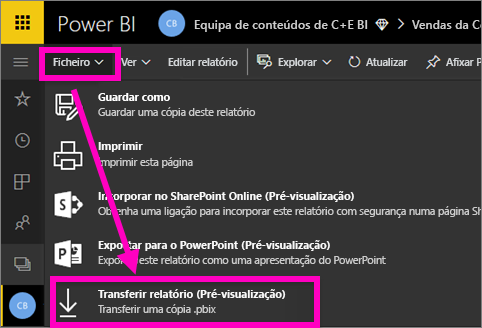 Power BI
CB
Equipa de conteúdos de C+E BI
Vendas da Co
Ficheiro
Ver
Editar relatório
Explorar
Atualizar
Afixar P
Guardar como
Guardar uma cópia deste relatório
Imprimir
Imprimir esta página
Incorporar no SharePoint Online (Pré-visualização)
Obtenha uma ligação para incorporar este relatório com segurança numa página Sh
Exportar para o PowerPoint (Pré-visualização)
Exporte este relatório como uma apresentação do PowerPoint
Transferir relatório (Pré-visualização)
Transferir uma cópia .pbix
CB